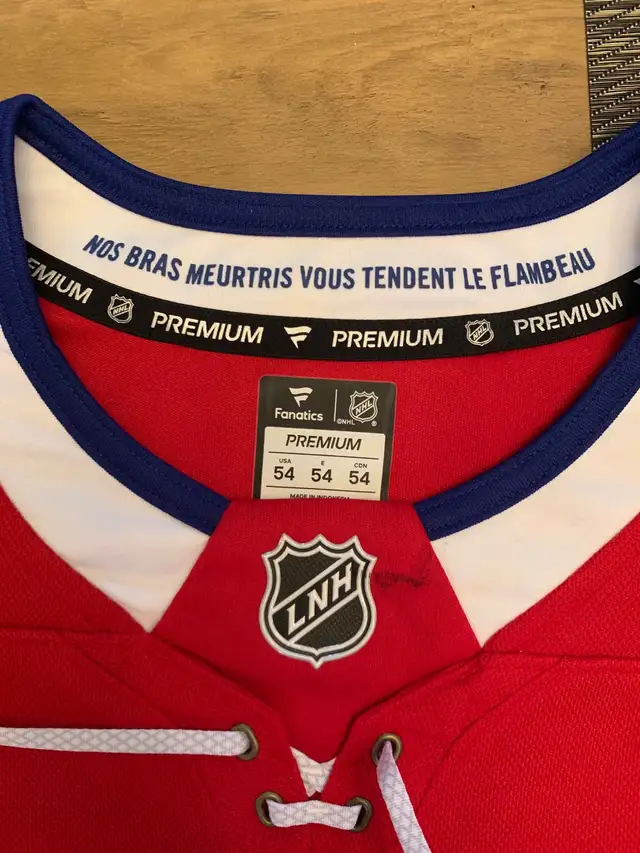 NOS BRAS MEURTRIS VOUS TENDENT LE FLAMBEAU
EMIUM NHL PREMIUM PREMIUM NHL PREMIUM
Fanatics NHL
©NHL ®
PREMIUM
USA E CDN
54 54 54
MADE IN INDONESIA
LNH